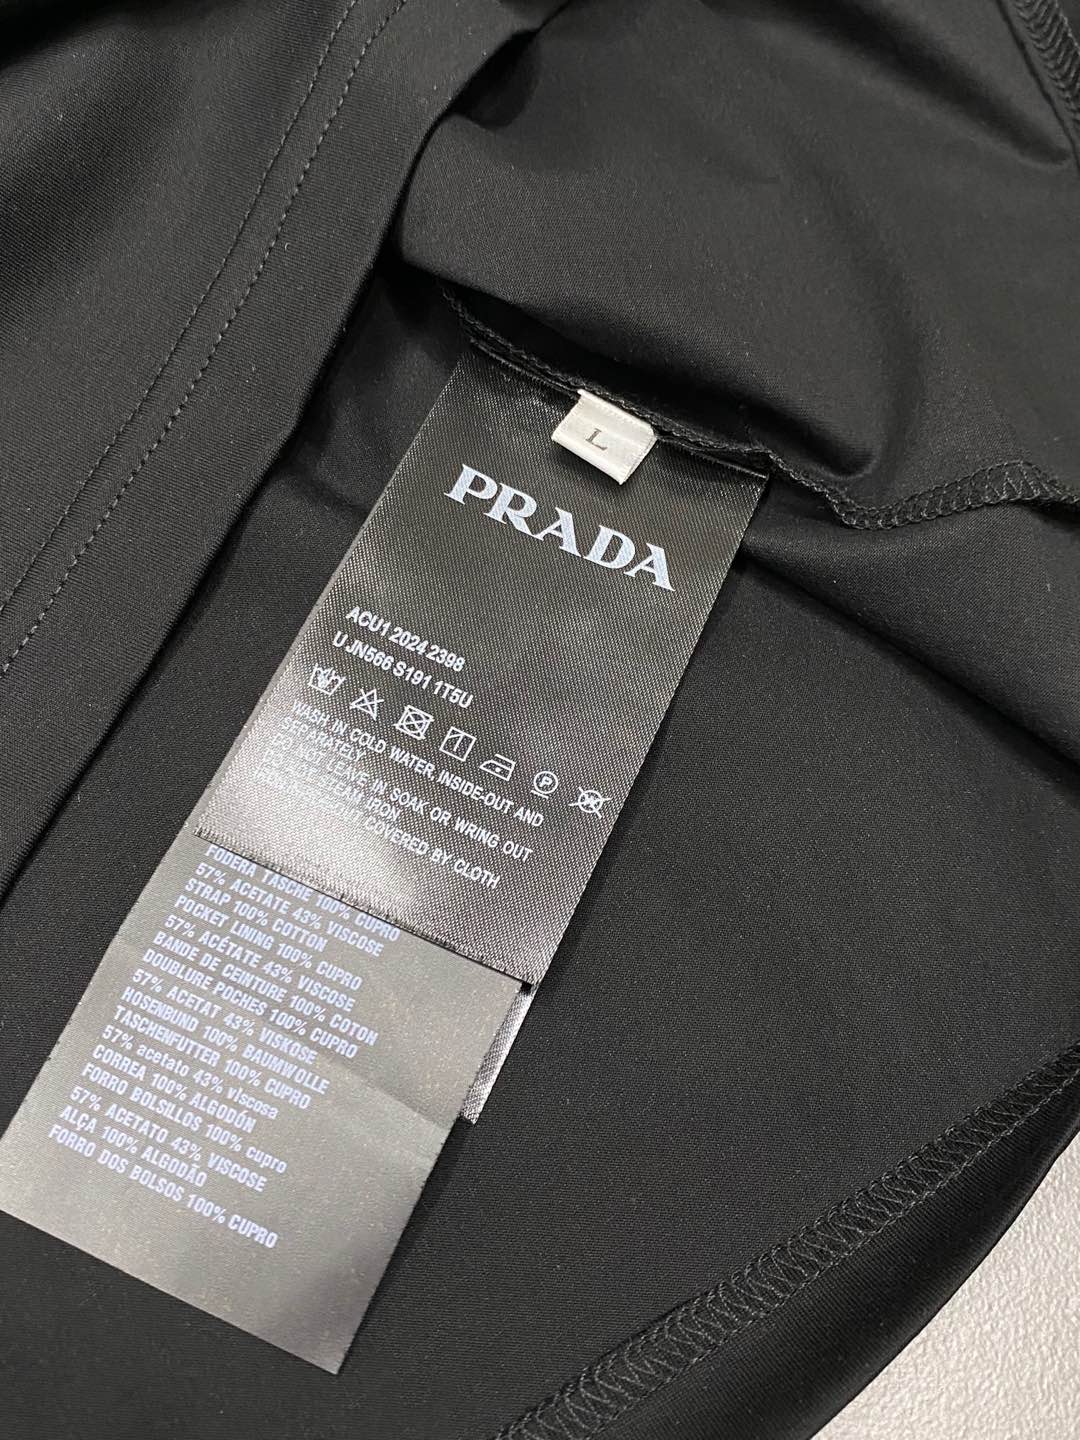 L
PRADA
ACU1 2024 2398
U JN566 S191 1T5U
WASH IN COLD WATER, INSIDE-OUT AND
SEPARATELY
DO NOT LEAVE IN SOAK OR WRING OUT
STEAM IRON
COVERED BY CLOTH
FODERA TASCHE 100% CUPRO
57% ACETATE 43% VISCOSE
STRAP 100% COTTON
POCKET LINING 100% CUPRO
57% ACÉTATE 43% VISCOSE
BANDE DE CEINTURE 100% COTON
DOUBLURE POCHES 100% CUPRO
57% ACETAT 43% VISKOSE
HOSENBUND 100% BAUMWOLLE
TASCHENFUTTER 100% CUPRO
57% acetato 43% viscosa
CORREA 100% ALGODÓN
FORRO BOLSILLOS 100% cupro
57% ACETATO 43% VISCOSE
ALÇA 100% ALGODÃO
FORRO DOS BOLSOS 100% CUPRO